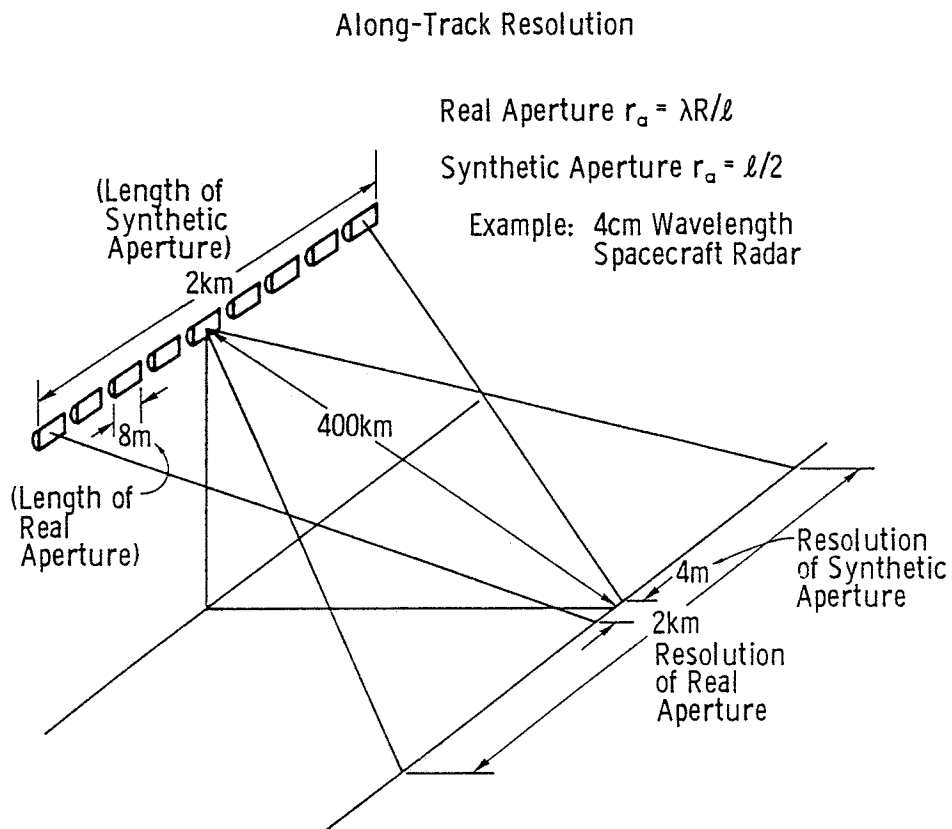 Along-Track Resolution
Real Aperture rₐ = λR/ℓ
Synthetic Aperture rₐ = ℓ/2
Example: 4cm Wavelength
Spacecraft Radar
(Length of
Synthetic
Aperture)
2km
8m
(Length of
Real
Aperture)
400km
4m
Resolution
of Synthetic
Aperture
2km
Resolution
of Real
Aperture